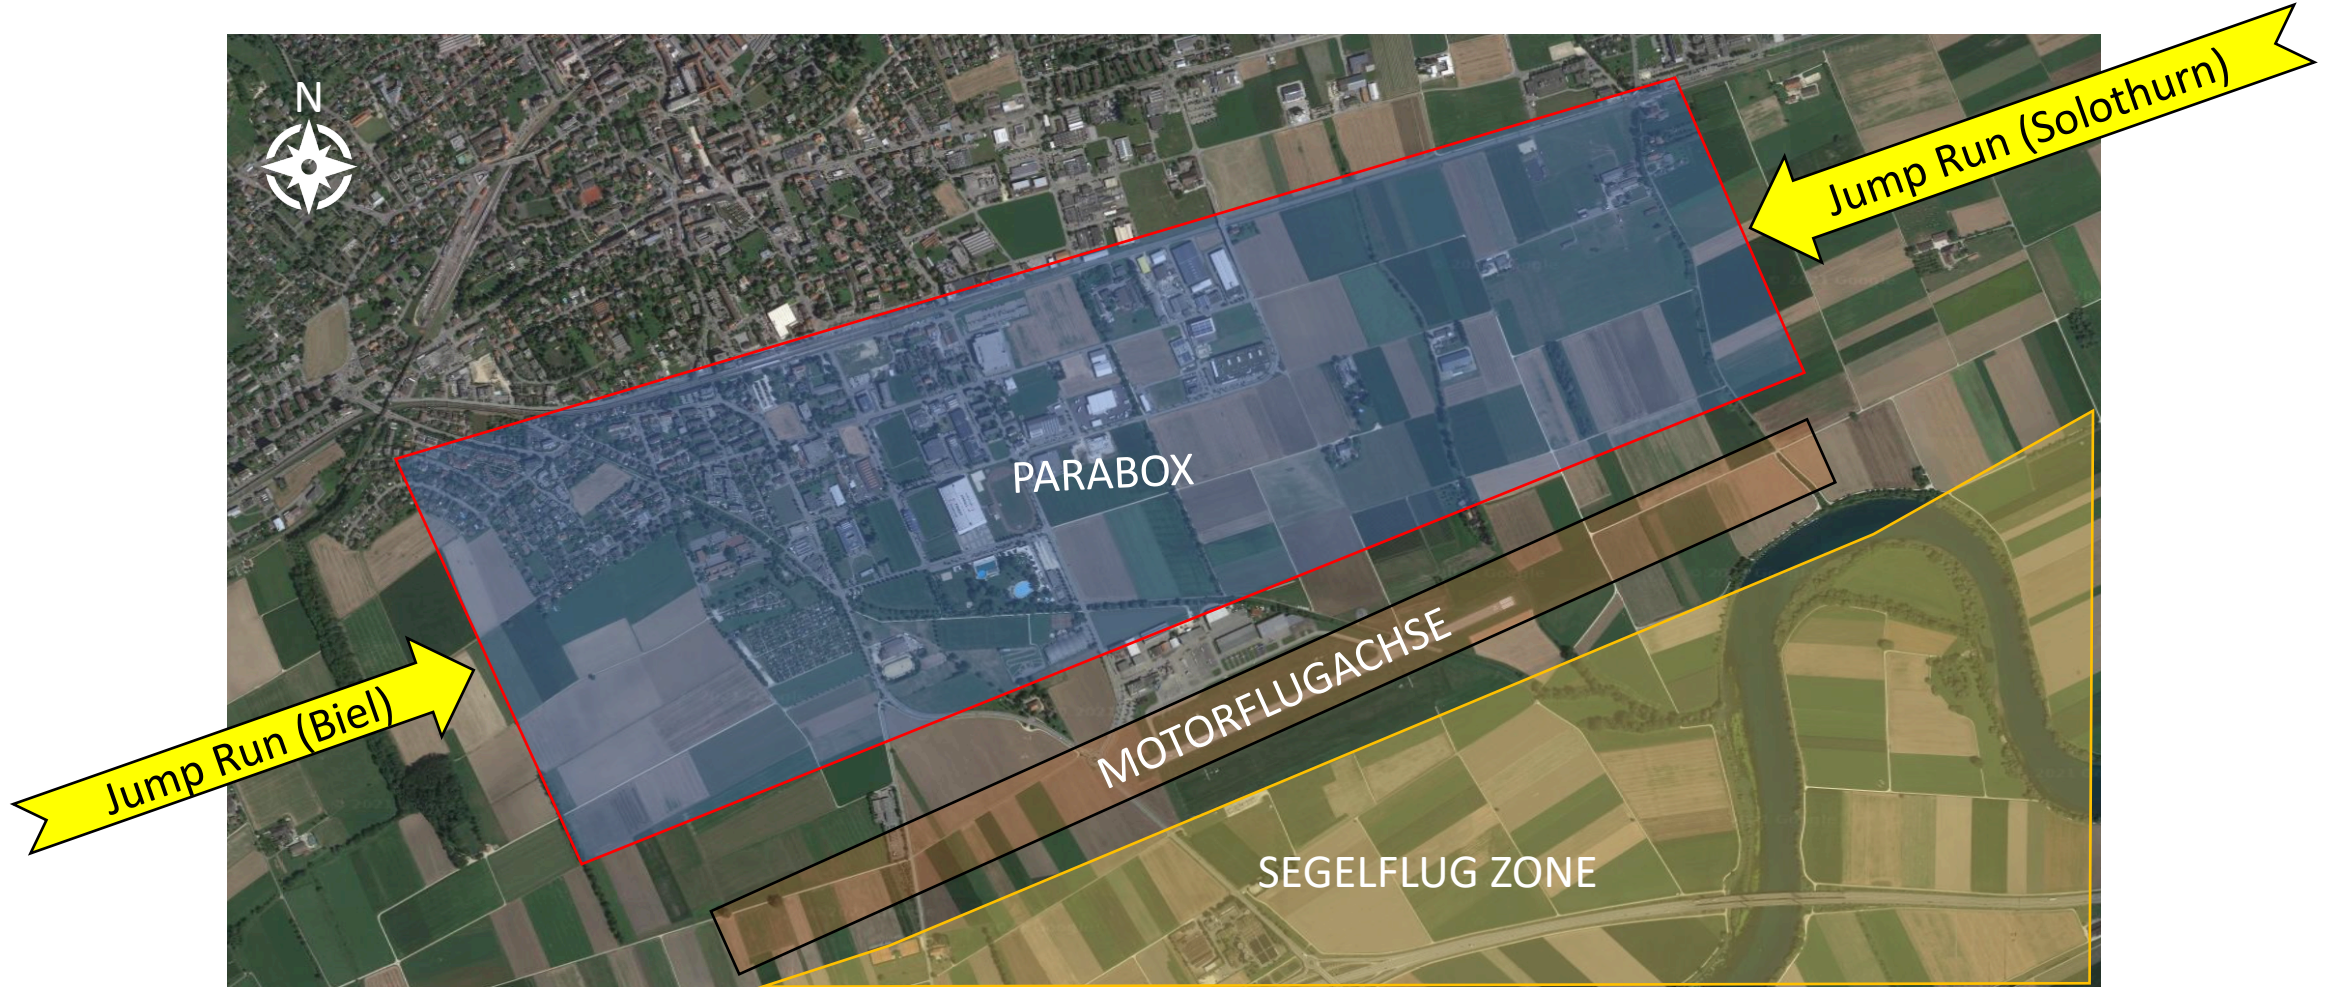 N
Jump Run (Solothurn)
PARABOX
MOTORFLUGACHSE
Jump Run (Biel)
SEGELFLUG ZONE